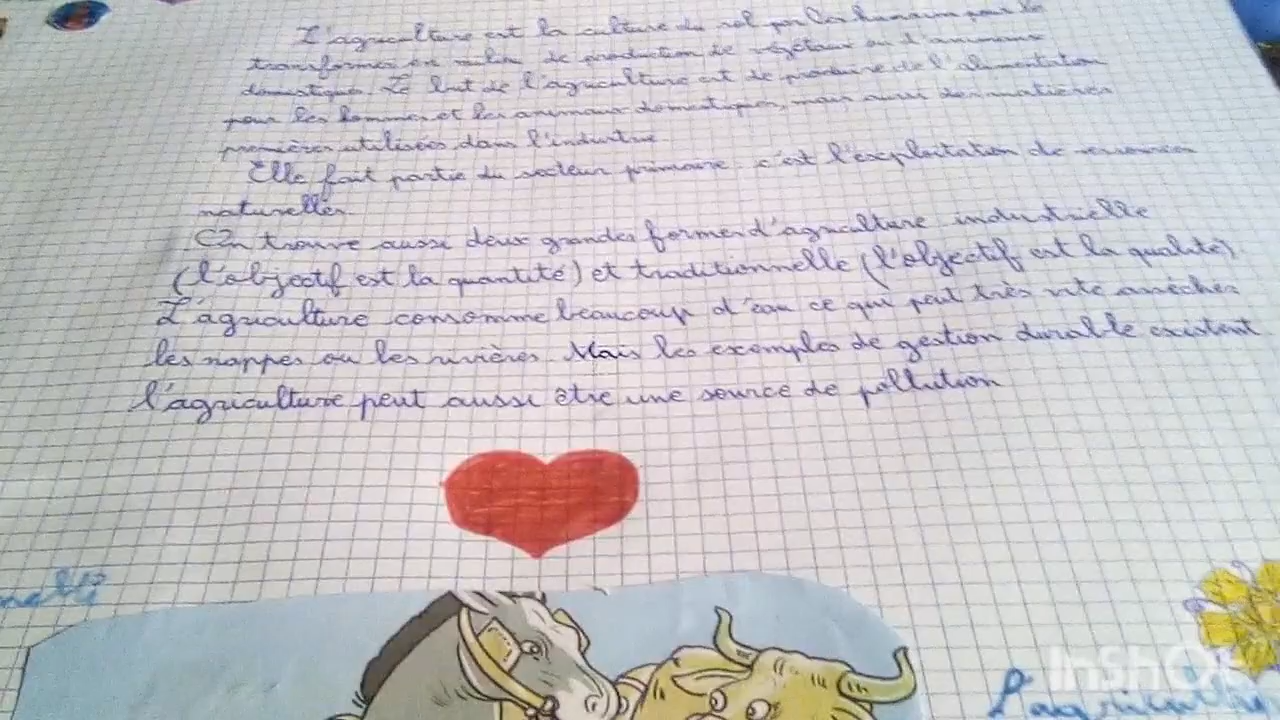 L'agriculture est la culture du sol par les humains pour le
transformer en milieu de production de végétaux ou d'animaux
domestiques. Le but de l'agriculture est de produire de l'alimentation
pour les hommes et les animaux domestiques, mais aussi des matières
premières utilisées dans l'industrie.
Elle fait partie du secteur primaire c'est l'exploitation de ressources
naturelles.
On trouve aussi deux grandes formes d'agriculture industrielle
(l'objectif est la quantité) et traditionnelle (l'objectif est la qualité)
L'agriculture consomme beaucoup d'eau ce qui peut très vite
les nappes ou les rivières. Mais les exemples de gestion durable existent
l'agriculture peut aussi être une source de pollution
InShOt